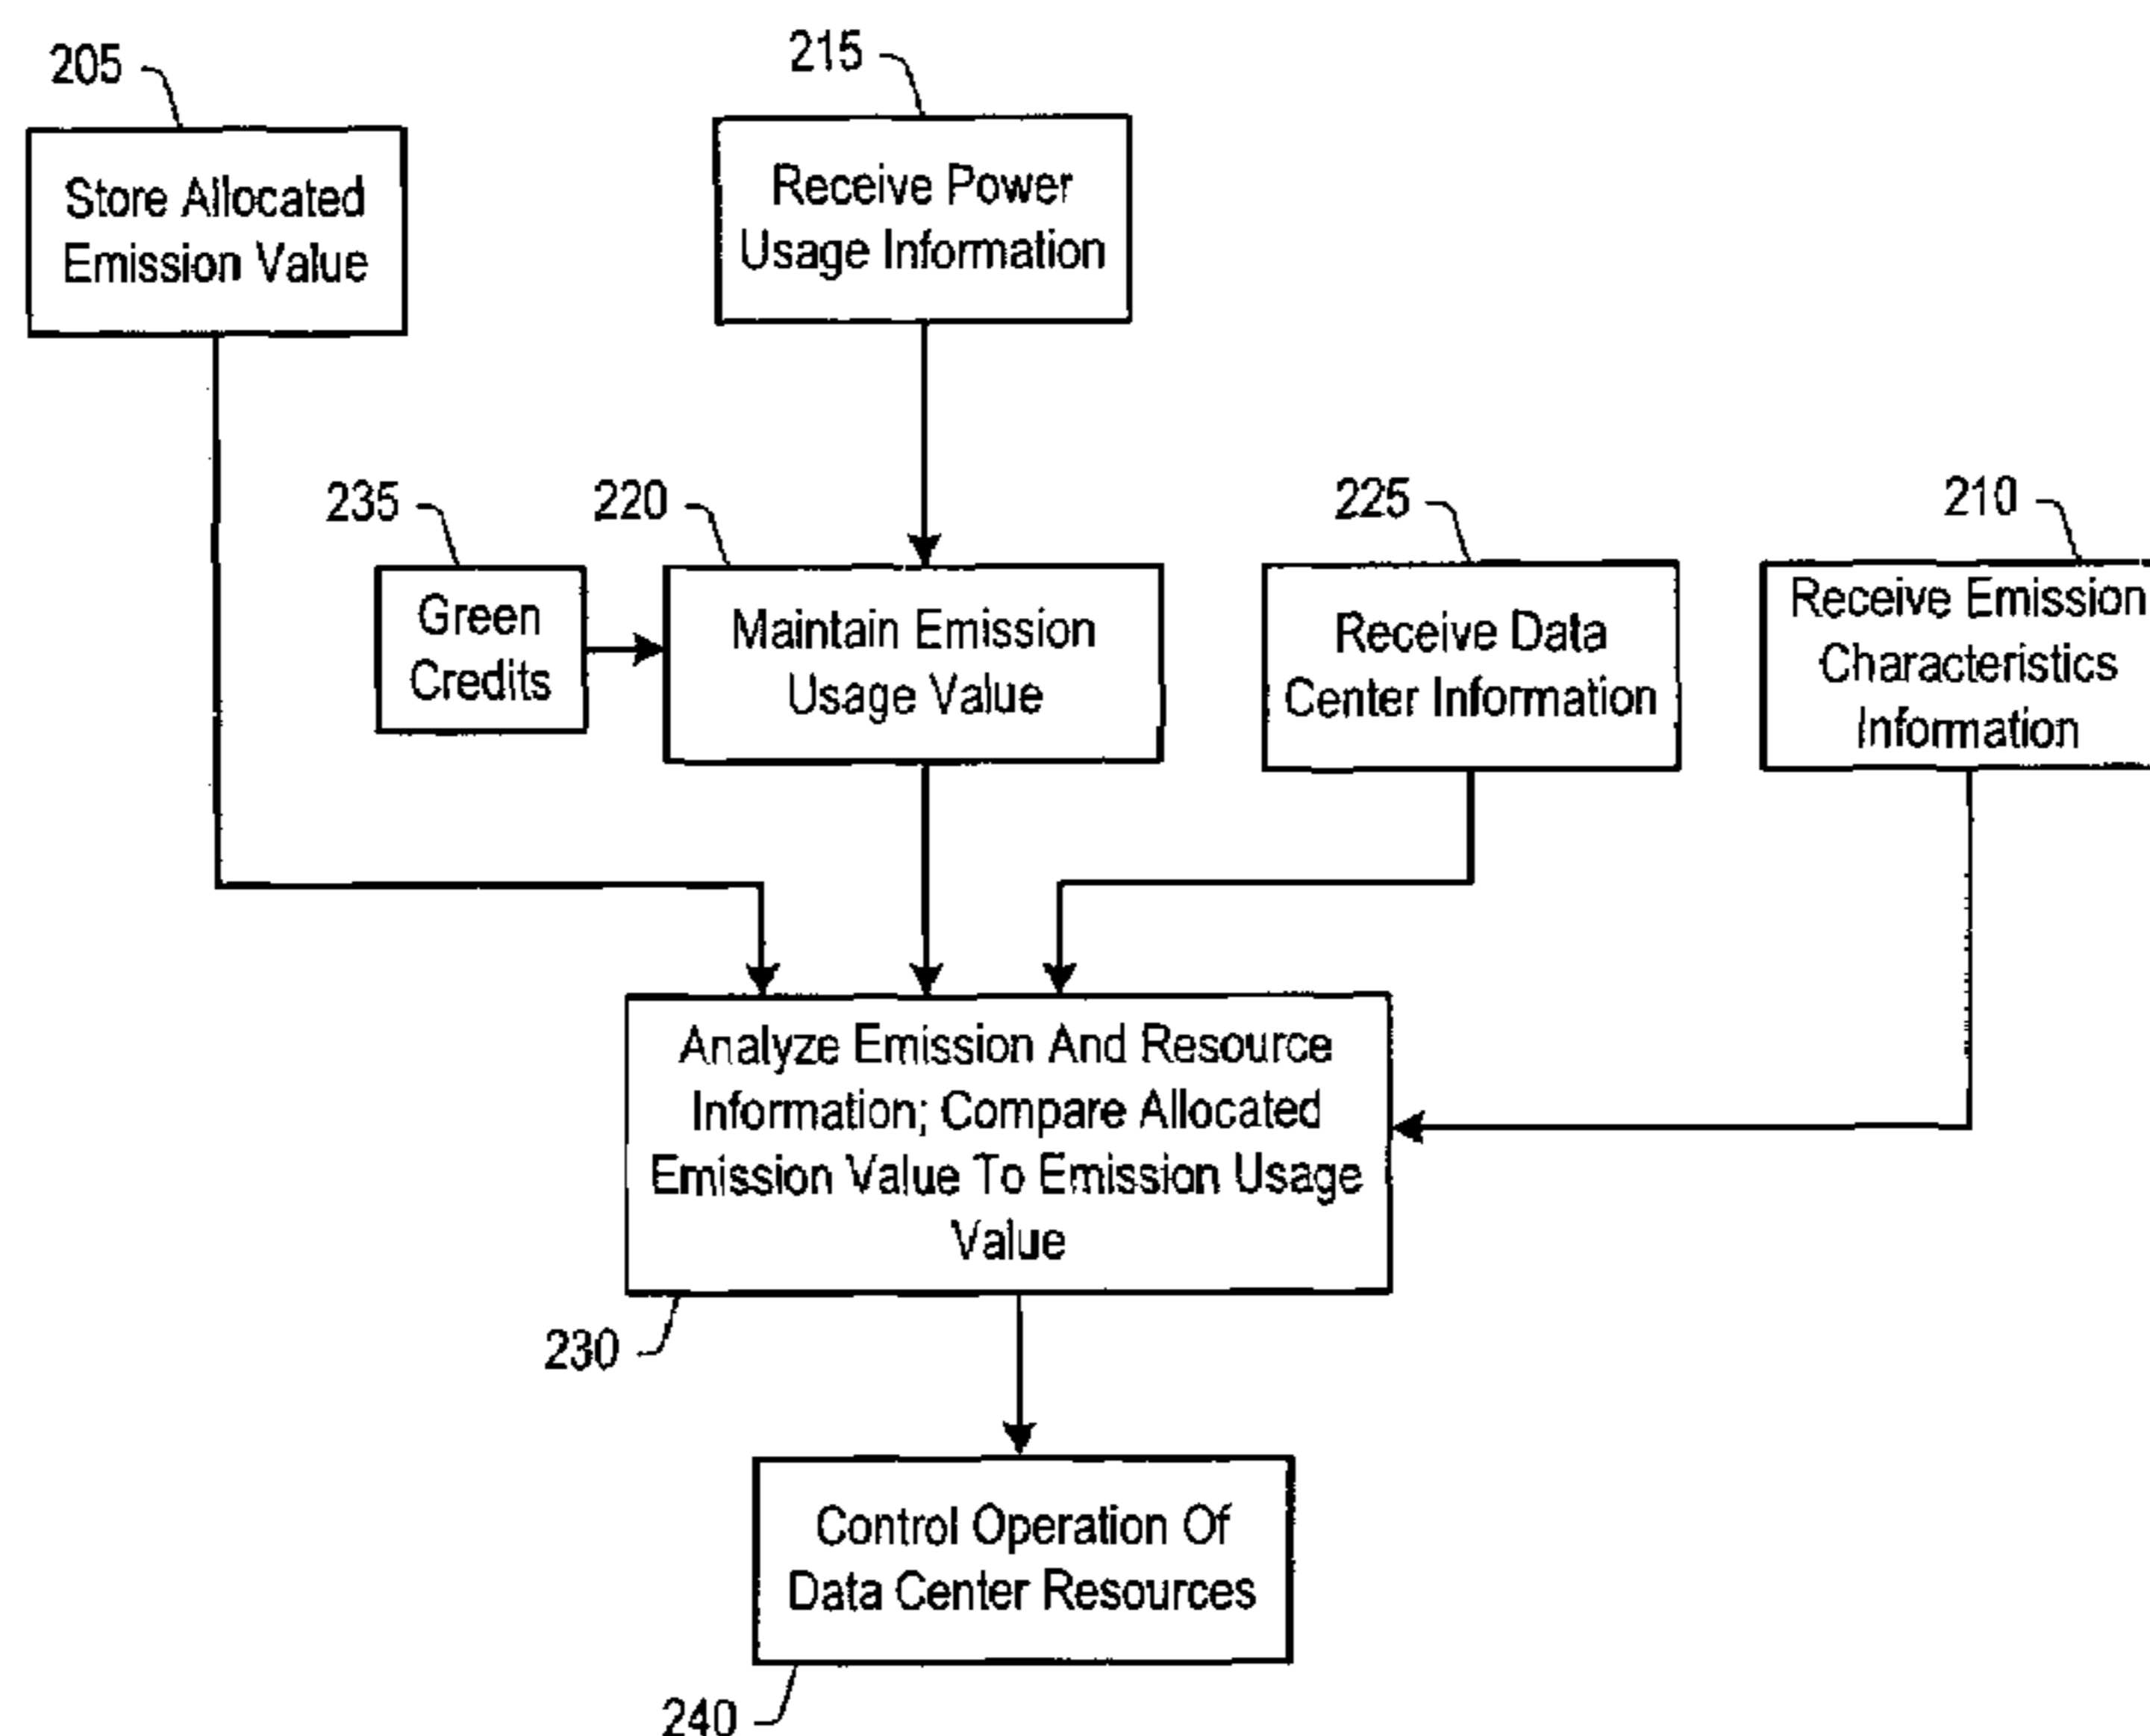 205
215
Store Allocated
Emission Value
Receive Power
Usage Information
235
220
225
210
Green
Credits
Maintain Emission
Usage Value
Receive Data
Center Information
Receive Emission
Characteristics
Information
Analyze Emission And Resource
Information; Compare Allocated
Emission Value To Emission Usage
Value
230
Control Operation Of
Data Center Resources
240